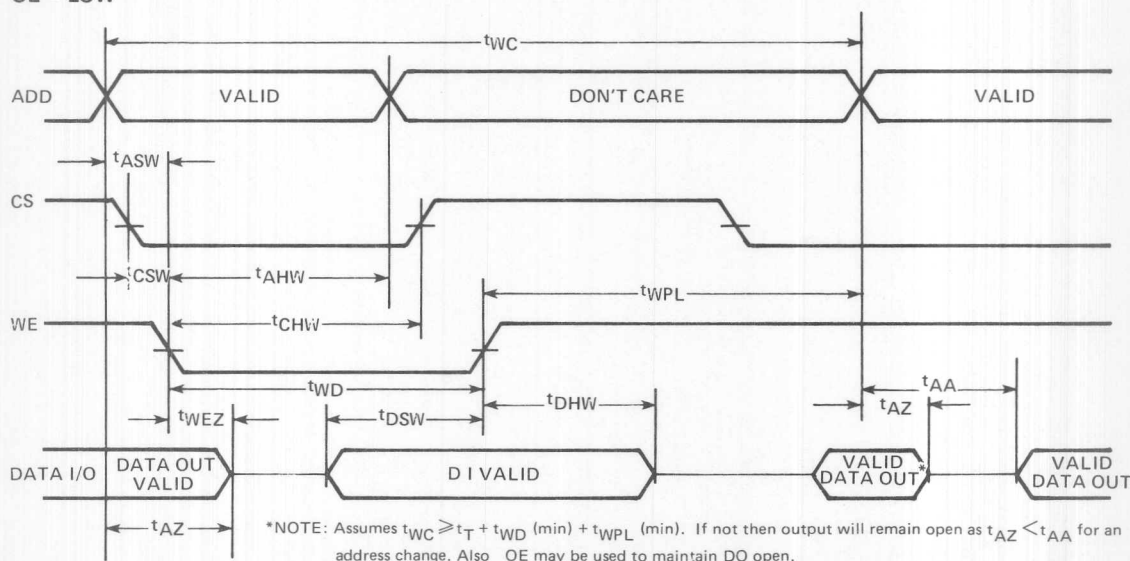 tWC
ADD VALID DON'T CARE VALID
tASW
CS
tCSW tAHW tWPL
WE tCHW
tWD tAA
tWEZ tDSW tDHW tAZ
DATA I/O DATA OUT VALID D I VALID VALID DATA OUT* VALID DATA OUT
tAZ
*NOTE: Assumes tWC ≥ tT + tWD (min) + tWPL (min). If not then output will remain open as tAZ < tAA for an
address change. Also OE may be used to maintain DO open.